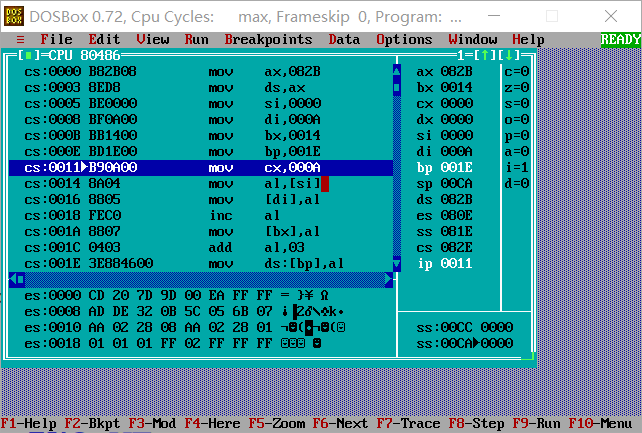 DOSBox 0.72, Cpu Cycles: max, Frameskip 0, Program: ...
≡ File Edit View Run Breakpoints Data Options Window Help READY
[■]=CPU 80486 1=[↑][↓]
cs:0000 B82B08 mov ax,082B ax 082B c=0
cs:0003 8ED8 mov ds,ax bx 0014 z=0
cs:0005 BE0000 mov si,0000 cx 0000 s=0
cs:0008 BF0A00 mov di,000A dx 0000 o=0
cs:000B BB1400 mov bx,0014 si 0000 p=0
cs:000E BD1E00 mov bp,001E di 000A a=0
cs:0011►B90A00 mov cx,000A bp 001E i=1
cs:0014 8A04 mov al,[si] sp 00CA d=0
cs:0016 8805 mov [di],al ds 082B
cs:0018 FEC0 inc al es 080E
cs:001A 8807 mov [bx],al ss 081E
cs:001C 0403 add al,03 cs 082E
cs:001E 3E884600 mov ds:[bp],al ip 0011
es:0000 CD 20 7D 9D 00 EA FF FF = }¥ Ω
es:0008 AD DE 32 0B 5C 05 6B 07
es:0010 AA 02 28 08 AA 02 28 01
es:0018 01 01 01 FF 02 FF FF FF
ss:00CC 0000
ss:00CA►0000
F1-Help F2-Bkpt F3-Mod F4-Here F5-Zoom F6-Next F7-Trace F8-Step F9-Run F10-Menu